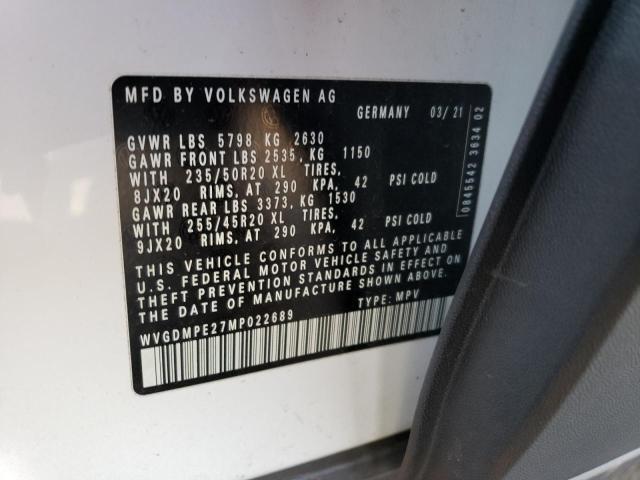 MFD BY VOLKSWAGEN AG
GERMANY 03/21
GVWR LBS 5798 KG 2630
GAWR FRONT LBS 2535, KG 1150
WITH 235/50R20 XL TIRES,
8JX20 RIMS, AT 290 KPA, 42 PSI COLD
GAWR REAR LBS 3373, KG 1530
WITH 255/45R20 XL TIRES,
9JX20 RIMS, AT 290 KPA, 42 PSI COLD
THIS VEHICLE CONFORMS TO ALL APPLICABLE
U.S. FEDERAL MOTOR VEHICLE SAFETY AND
THEFT PREVENTION STANDARDS IN EFFECT ON
THE DATE OF MANUFACTURE SHOWN ABOVE.
WVGDMPE27MP022689 TYPE: MPV
0845542 3634 02